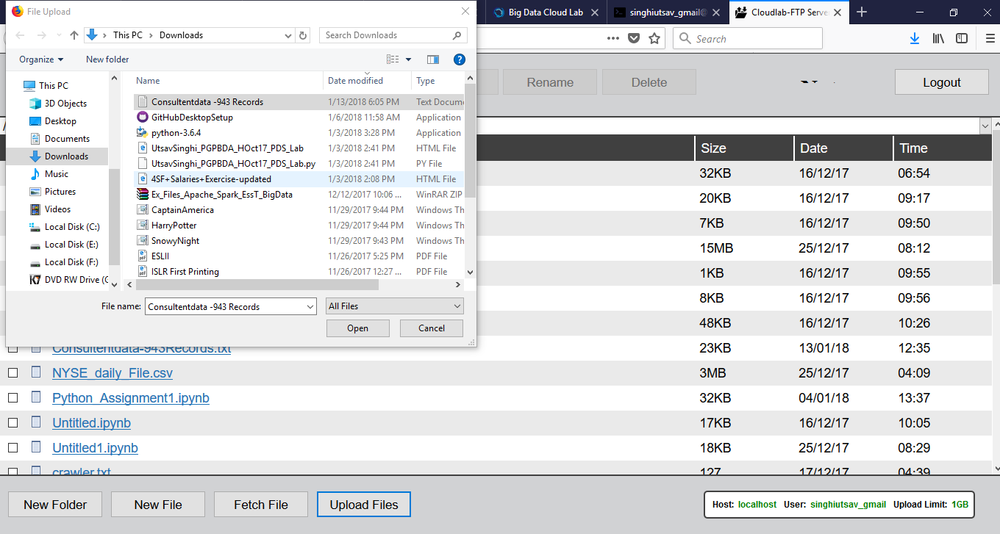 File Upload
Big Data Cloud Lab
singhiutsav_gmail@
Cloudlab-FTP Serve
This PC > Downloads
Search Downloads
Search
Organize
New folder
Rename
Delete
Logout
Name
Date modified
Type
This PC
3D Objects
Desktop
Documents
Downloads
Music
Pictures
Videos
Local Disk (C:)
Local Disk (E:)
Local Disk (F:)
DVD RW Drive (G
Consultentdata -943 Records 1/13/2018 6:05 PM Text Docume
GitHubDesktopSetup 1/6/2018 11:58 AM Application
python-3.6.4 1/3/2018 3:28 PM Application
UtsavSinghi_PGPBDA_HOct17_PDS_Lab 1/3/2018 2:41 PM HTML File
UtsavSinghi_PGPBDA_HOct17_PDS_Lab.py 1/3/2018 2:41 PM PY File
4SF+Salaries+Exercise-updated 1/3/2018 2:08 PM HTML File
Ex_Files_Apache_Spark_EssT_BigData 12/12/2017 10:06 ... WinRAR ZIP
CaptainAmerica 11/29/2017 9:44 PM Windows Th
HarryPotter 11/29/2017 9:44 PM Windows Th
SnowyNight 11/29/2017 9:43 PM Windows Th
ESLII 11/26/2017 5:25 PM PDF File
ISLR First Printing 11/26/2017 12:27 ... PDF File
File name: Consultentdata -943 Records
All Files
Open
Cancel
Size Date Time
32KB 16/12/17 06:54
20KB 16/12/17 09:17
7KB 16/12/17 09:50
15MB 25/12/17 08:12
1KB 16/12/17 09:55
8KB 16/12/17 09:56
48KB 16/12/17 10:26
Consultentdata-943Records.txt 23KB 13/01/18 12:35
NYSE_daily_File.csv 3MB 25/12/17 04:09
Python_Assignment1.ipynb 32KB 04/01/18 13:37
Untitled.ipynb 17KB 16/12/17 10:05
Untitled1.ipynb 18KB 25/12/17 08:29
crawler.txt 127 17/12/17 04:39
New Folder
New File
Fetch File
Upload Files
Host: localhost User: singhiutsav_gmail Upload Limit: 1GB